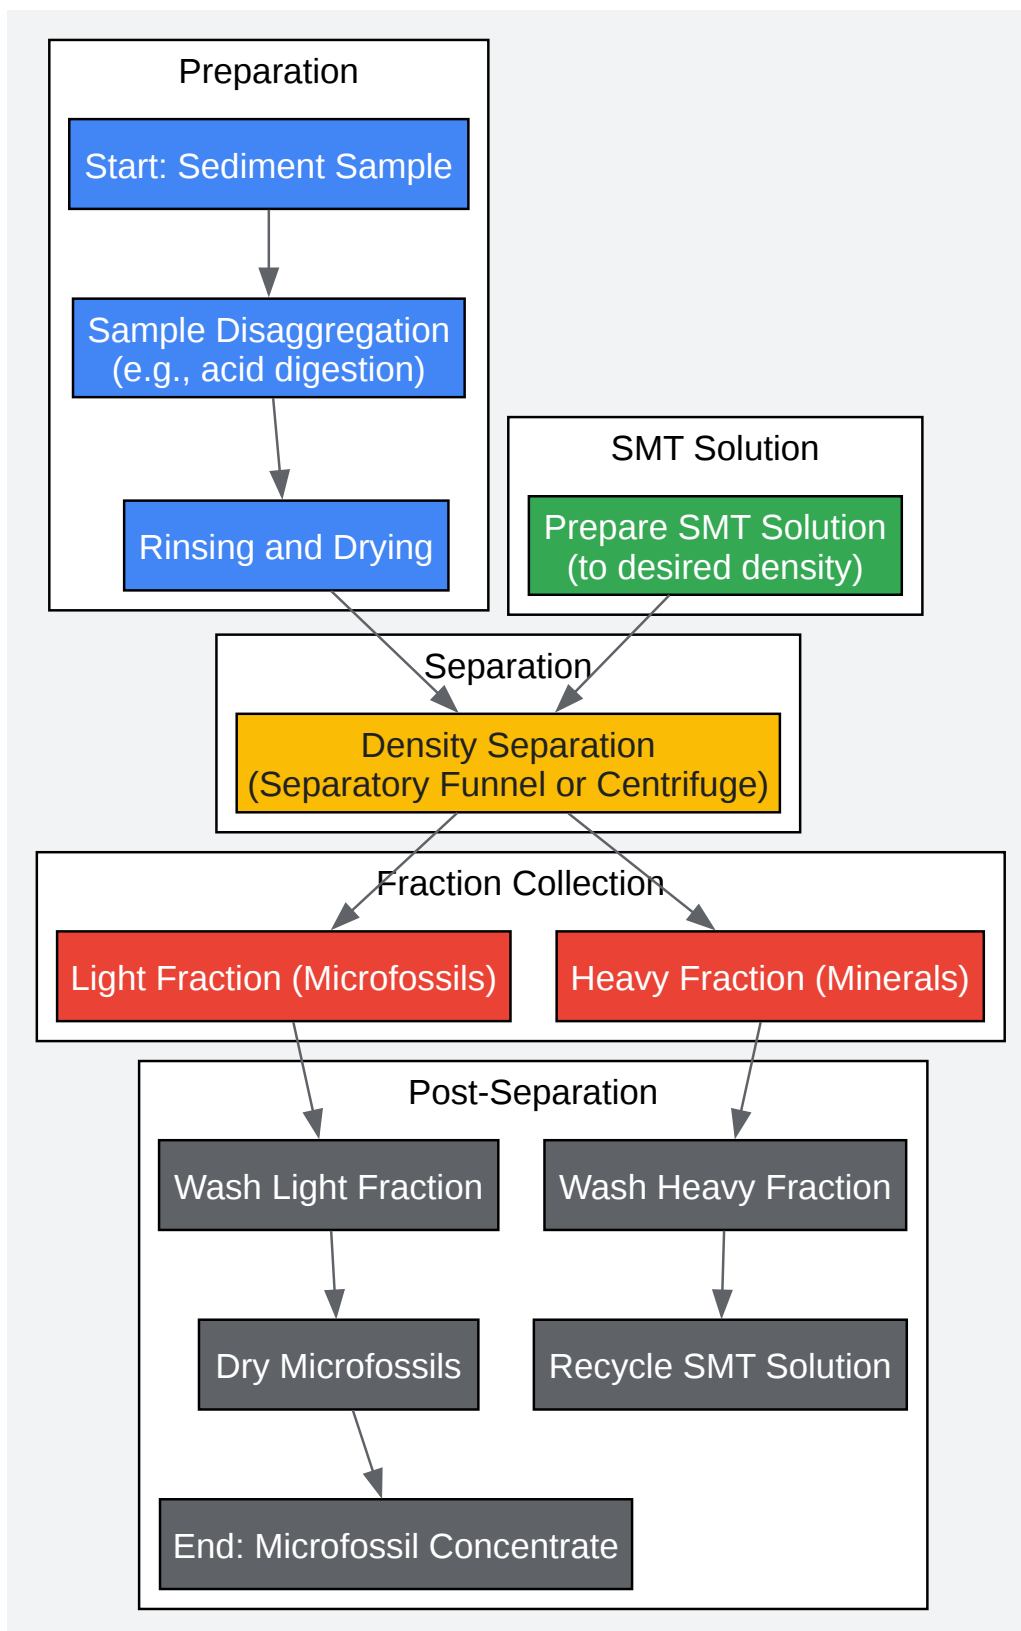 Preparation
Start: Sediment Sample
Sample Disaggregation
(e.g., acid digestion)
Rinsing and Drying
SMT Solution
Prepare SMT Solution
(to desired density)
Separation
Density Separation
(Separatory Funnel or Centrifuge)
Fraction Collection
Light Fraction (Microfossils)
Heavy Fraction (Minerals)
Post-Separation
Wash Light Fraction
Wash Heavy Fraction
Dry Microfossils
Recycle SMT Solution
End: Microfossil Concentrate